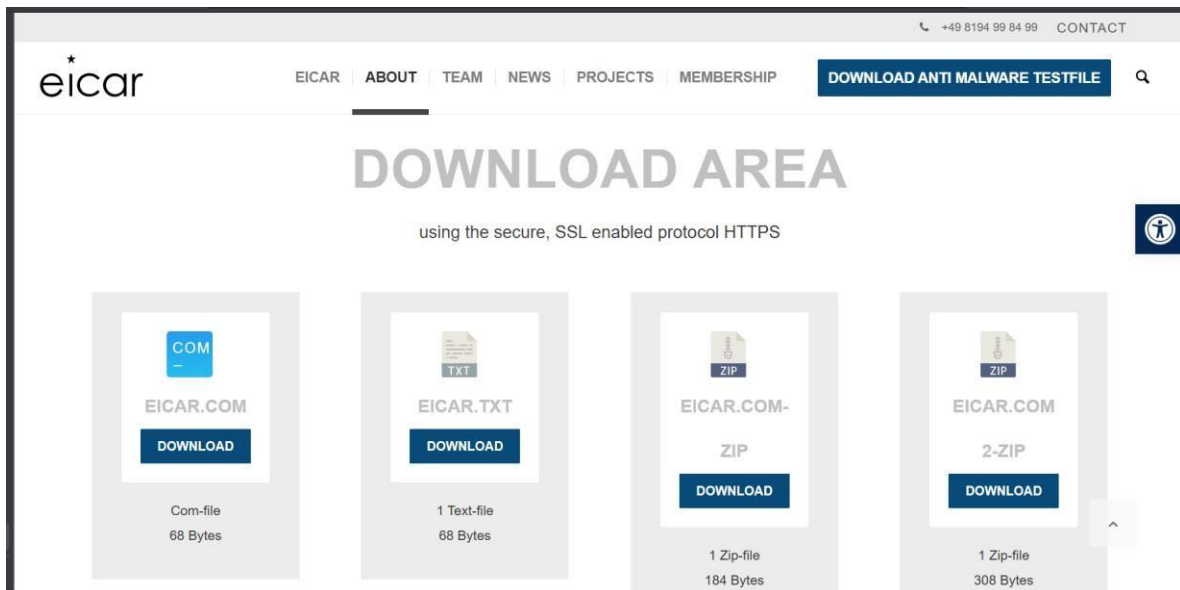 +49 8194 99 84 99 CONTACT
eicar
EICAR ABOUT TEAM NEWS PROJECTS MEMBERSHIP DOWNLOAD ANTI MALWARE TESTFILE
DOWNLOAD AREA
using the secure, SSL enabled protocol HTTPS
COM
EICAR.COM
DOWNLOAD
Com-file
68 Bytes
TXT
EICAR.TXT
DOWNLOAD
1 Text-file
68 Bytes
ZIP
EICAR.COM-
ZIP
DOWNLOAD
1 Zip-file
184 Bytes
ZIP
EICAR.COM
2-ZIP
DOWNLOAD
1 Zip-file
308 Bytes